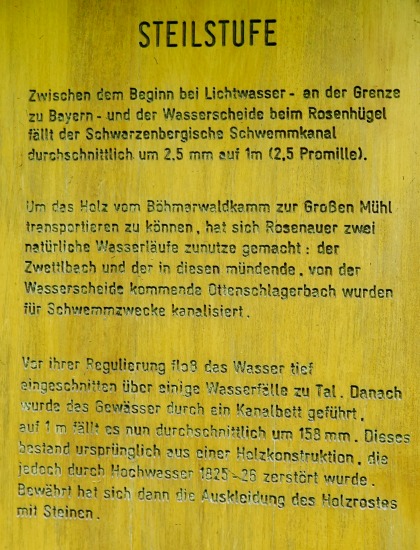 STEILSTUFE
Zwischen dem Beginn bei Lichtwasser - an der Grenze
zu Bayern - und der Wasserscheide beim Rosenhügel
fällt der Schwarzenbergische Schwemmkanal
durchschnittlich um 2.5 mm auf 1m (2,5 Promille).
Um das Holz vom Böhmerwaldkamm zur Großen Mühl
transportieren zu können, hat sich Rosenauer zwei
natürliche Wasserläufe zunutze gemacht: der
Zwettlbach und der in diesen mündende, von der
Wasserscheide kommende Ottenschlagerbach wurden
für Schwemmzwecke kanalisiert.
Vor ihrer Regulierung floß das Wasser tief
eingeschnitten über einige Wasserfälle zu Tal. Danach
wurde das Gewässer durch ein Kanalbett geführt,
auf 1 m fällt es nun durchschnittlich um 158 mm. Dieses
bestand ursprünglich aus einer Holzkonstruktion, die
jedoch durch Hochwasser 1825-26 zerstört wurde.
Bewährt hat sich dann die Auskleidung des Holzrostes
mit Steinen.